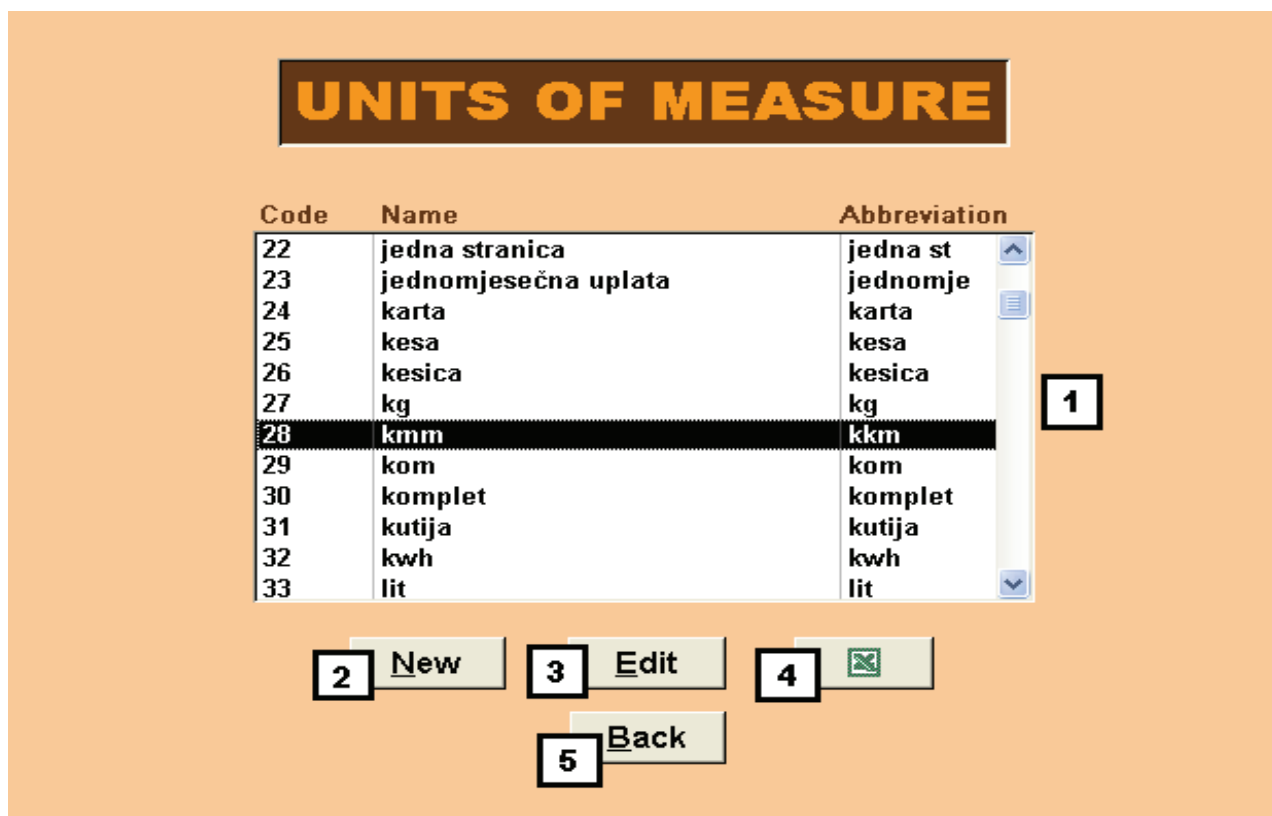 UNITS OF MEASURE
Code Name Abbreviation
22 jedna stranica jedna st
23 jednomjesečna uplata jednomje
24 karta karta
25 kesa kesa
26 kesica kesica
27 kg kg
1
28 kmm kkm
29 kom kom
30 komplet komplet
31 kutija kutija
32 kwh kwh
33 lit lit
2 New 3 Edit 4
5 Back